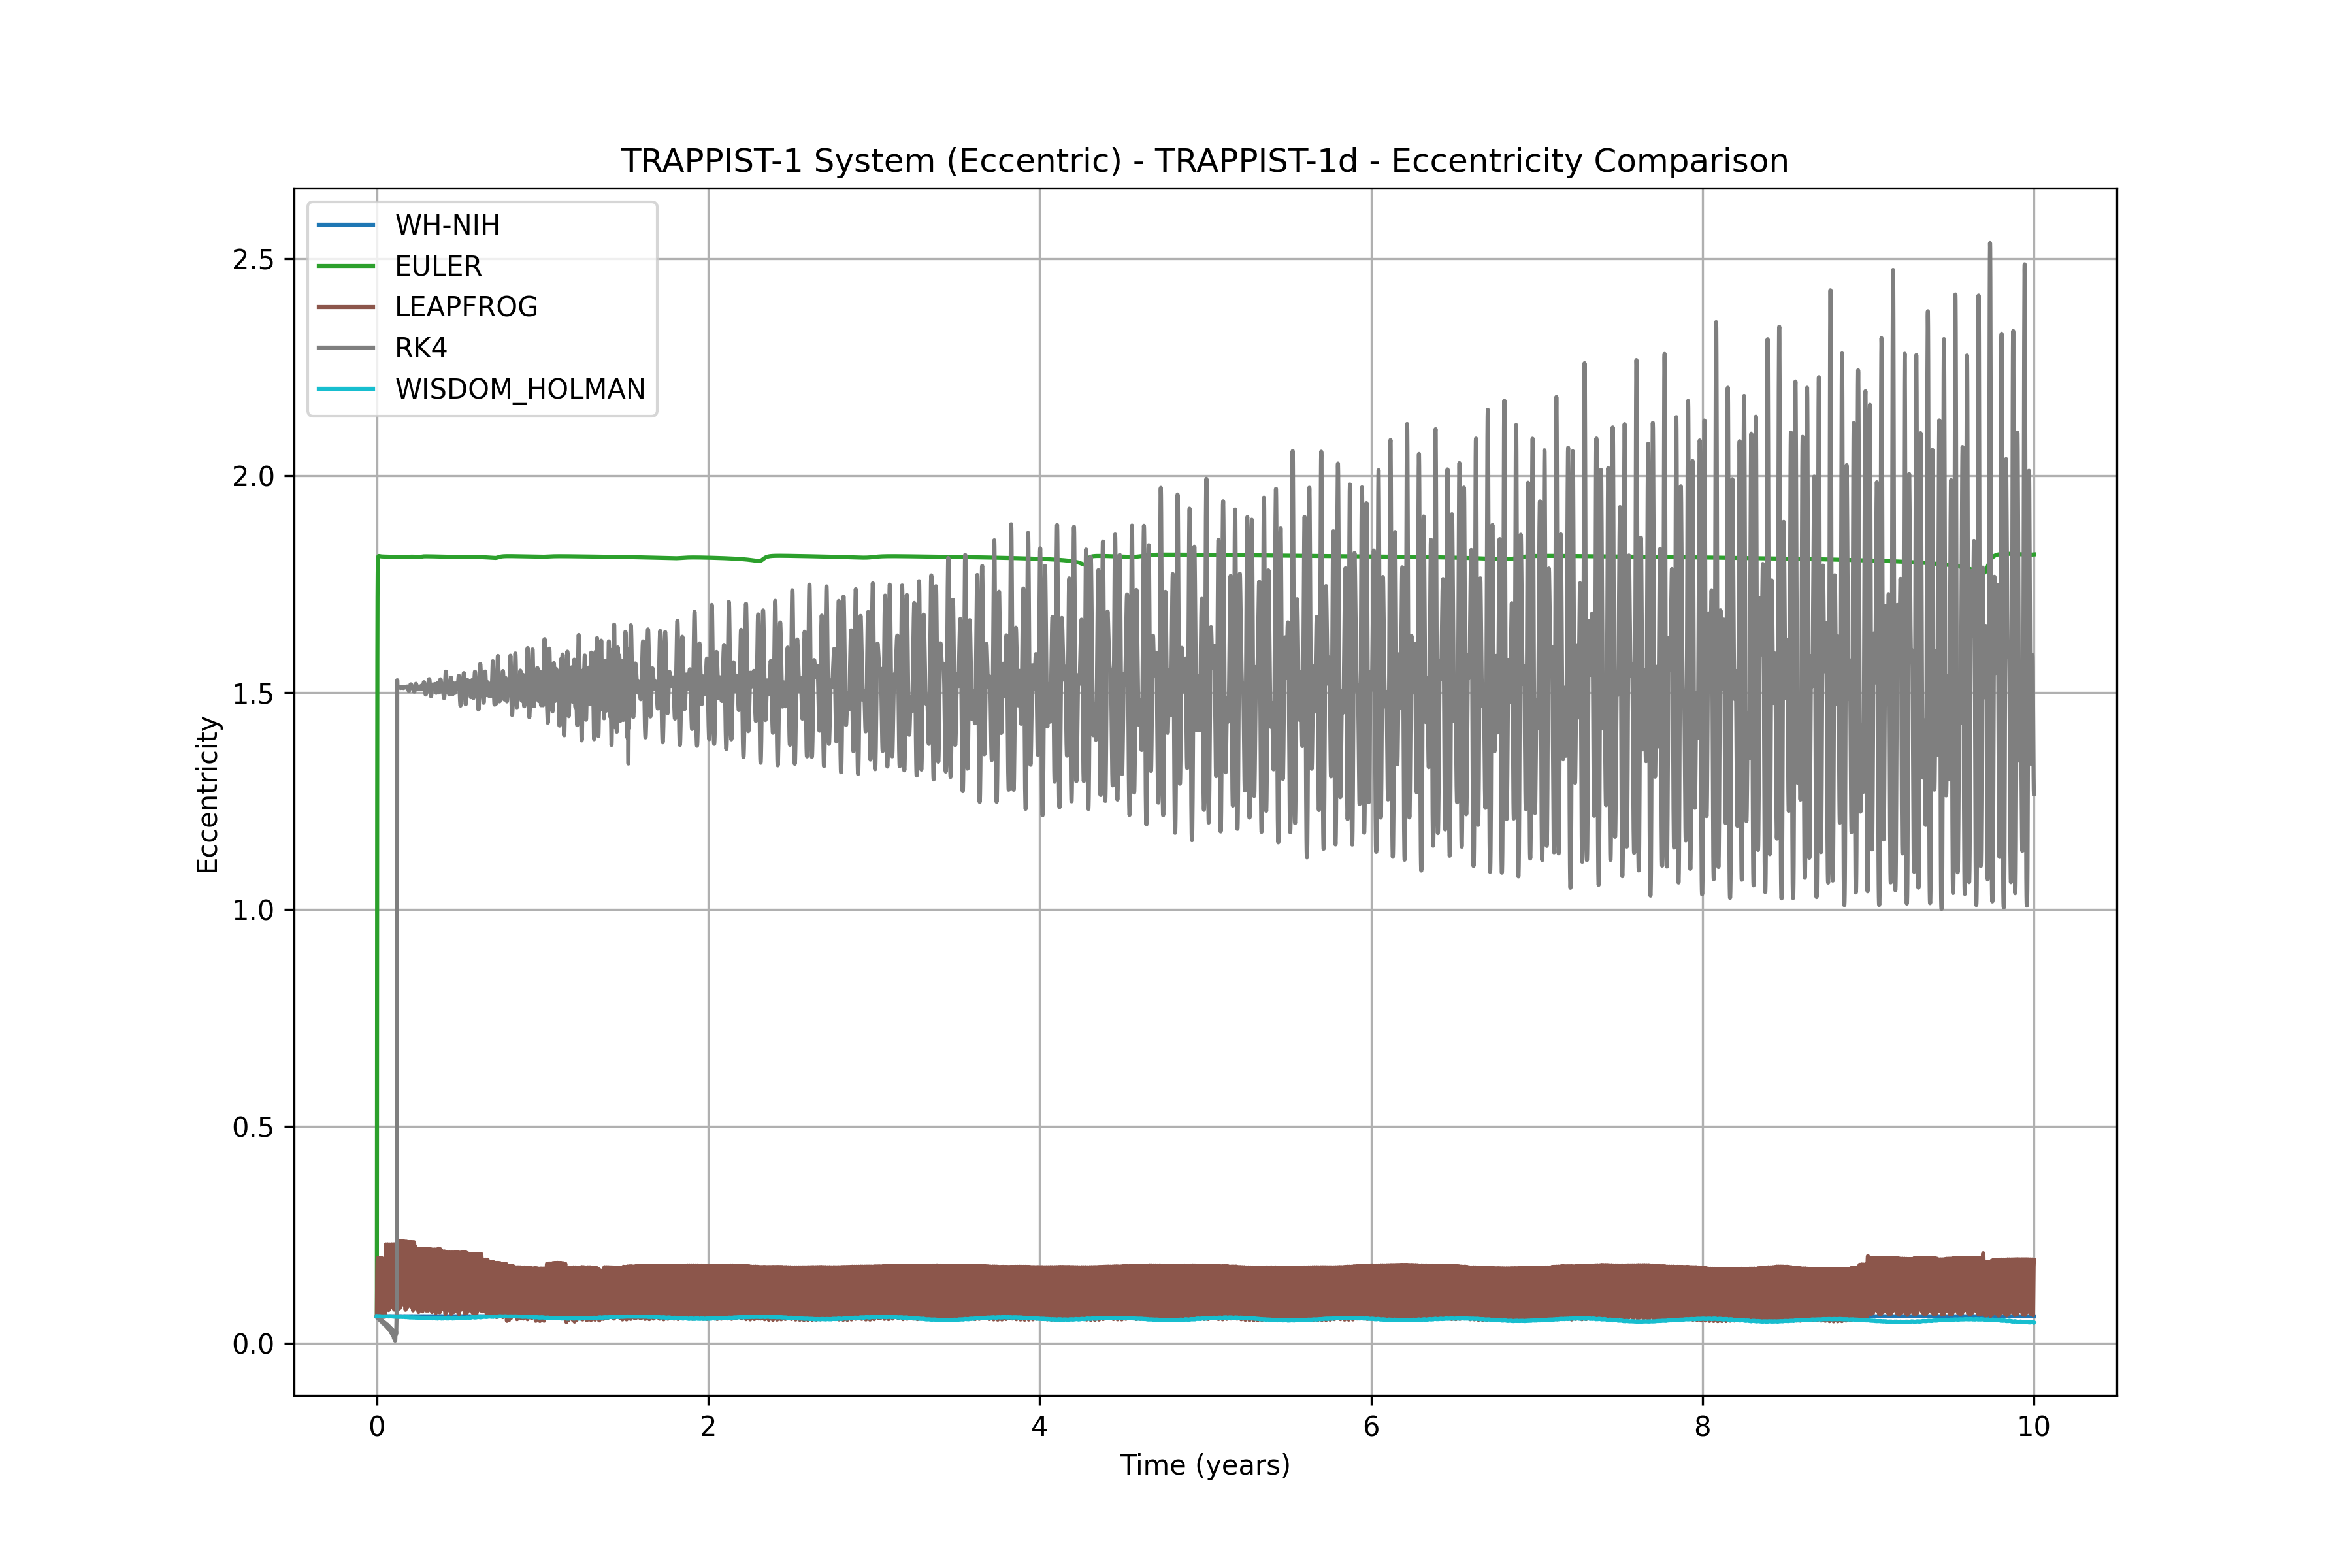 TRAPPIST-1 System (Eccentric) - TRAPPIST-1d - Eccentricity Comparison
WH-NIH
EULER
LEAPFROG
RK4
WISDOM_HOLMAN
2.5
2.0
1.5
1.0
0.5
0.0
Eccentricity
0 2 4 6 8 10
Time (years)